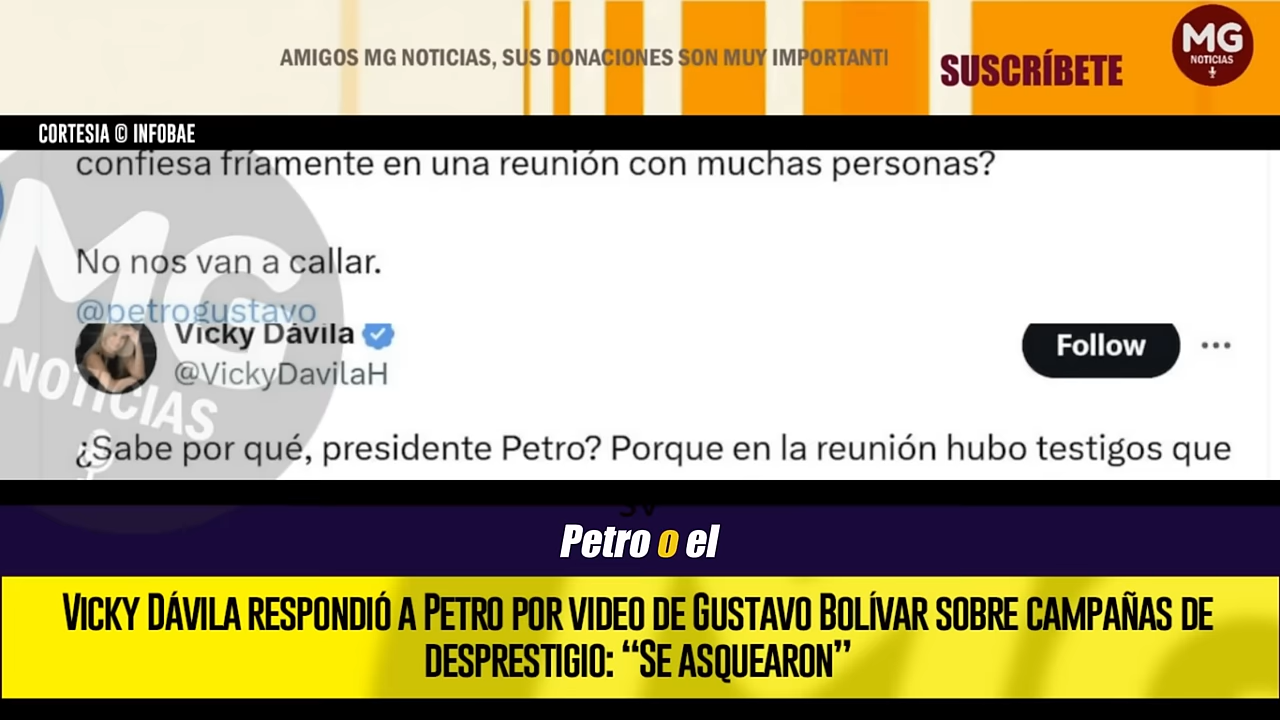 AMIGOS MG NOTICIAS, SUS DONACIONES SON MUY IMPORTANTI
SUSCRÍBETE
MG
NOTICIAS
CORTESIA © INFOBAE
confiesa fríamente en una reunión con muchas personas?
No nos van a callar.
@petrogustavo
Vicky Dávila
@VickyDavilaH
Follow
MG
NOTICIAS
¿Sabe por qué, presidente Petro? Porque en la reunión hubo testigos que
Petro o el
VICKY DÁVILA RESPONDIÓ A PETRO POR VIDEO DE GUSTAVO BOLÍVAR SOBRE CAMPAÑAS DE
DESPRESTIGIO: “SE ASQUEARON”